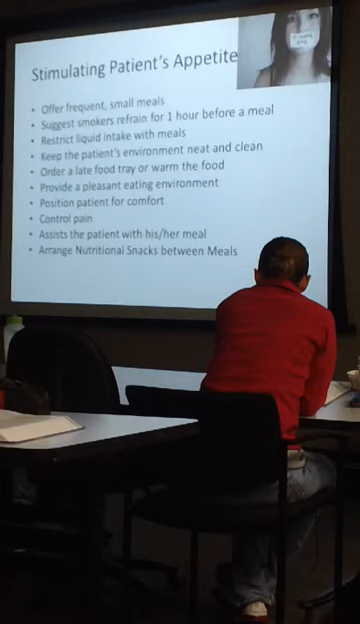 Stimulating Patient's Appetite
• Offer frequent, small meals
• Suggest smokers refrain for 1 hour before a meal
• Restrict liquid intake with meals
• Keep the patient's environment neat and clean
• Order a late food tray or warm the food
• Provide a pleasant eating environment
• Position patient for comfort
• Control pain
• Assists the patient with his/her meal
• Arrange Nutritional Snacks between Meals